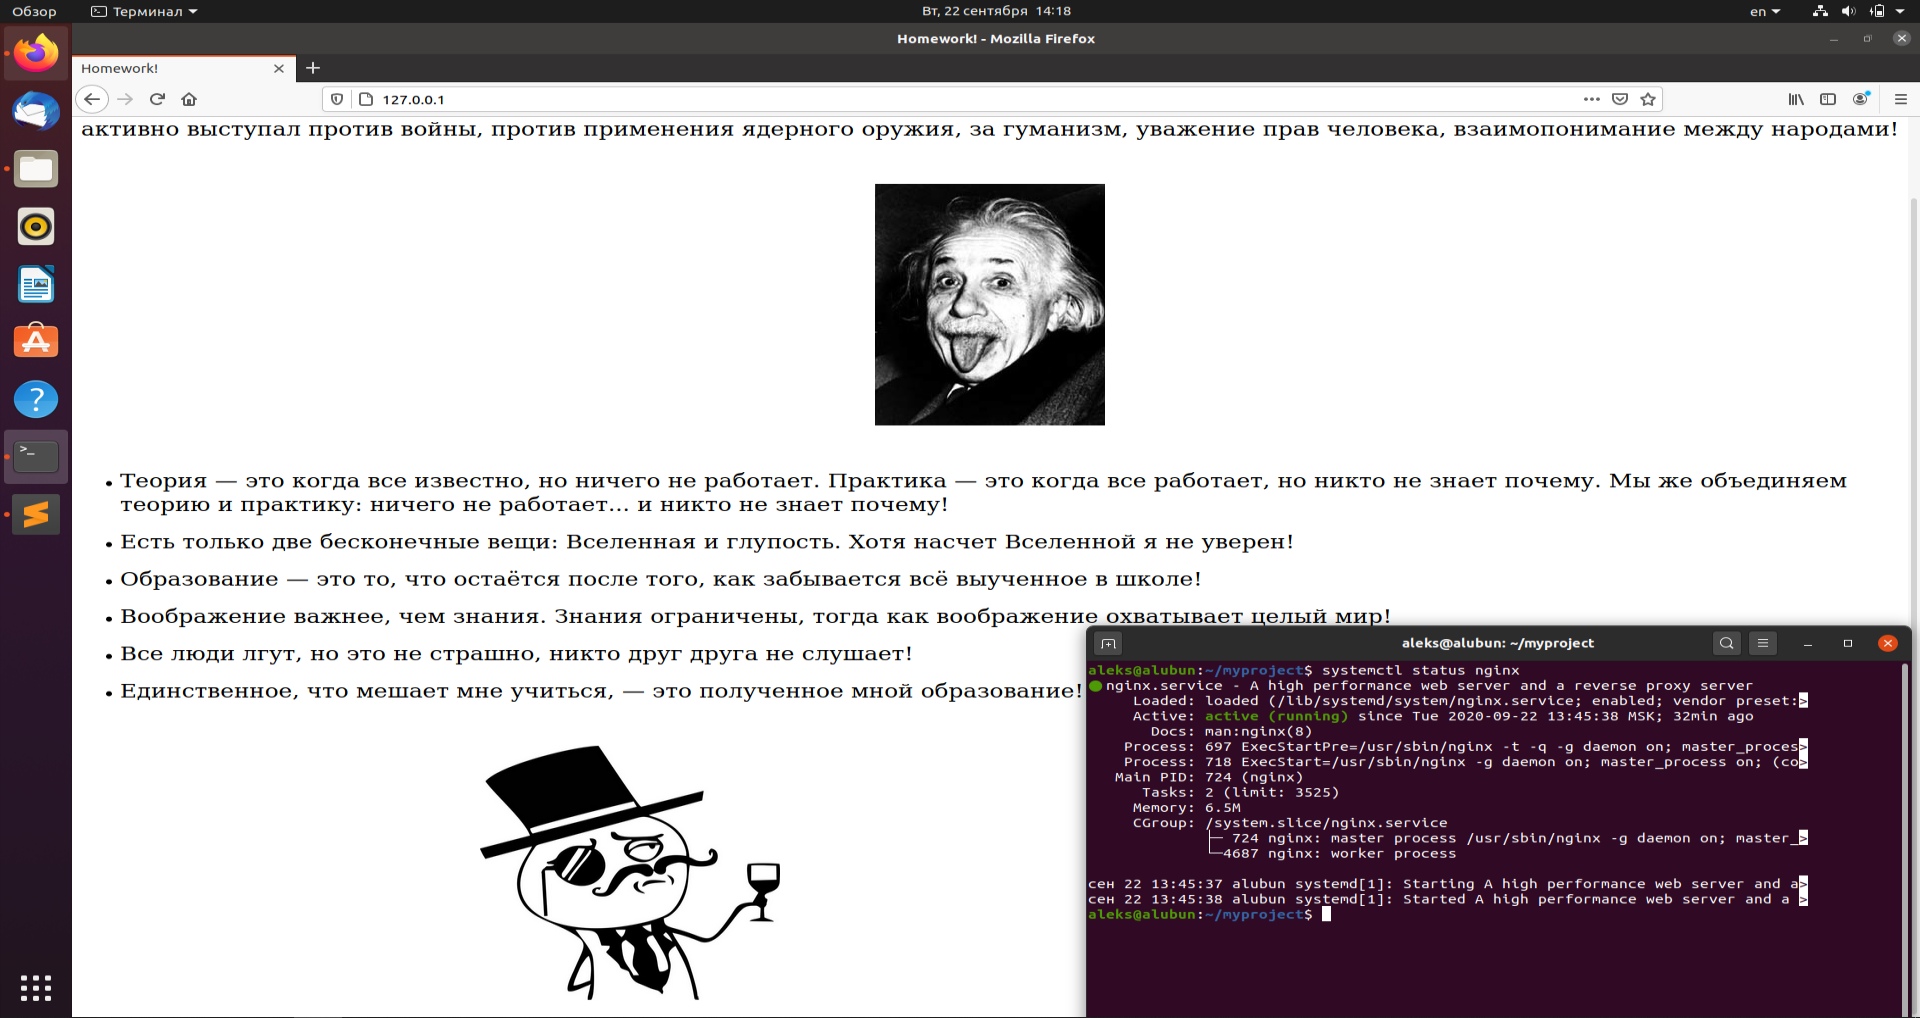 Обзор
Терминал
Вт, 22 сентября 14:18
en
Homework! - Mozilla Firefox
Homework!
127.0.0.1
активно выступал против войны, против применения ядерного оружия, за гуманизм, уважение прав человека, взаимопонимание между народами!
• Теория — это когда все известно, но ничего не работает. Практика — это когда все работает, но никто не знает почему. Мы же объединяем
теорию и практику: ничего не работает... и никто не знает почему!
• Есть только две бесконечные вещи: Вселенная и глупость. Хотя насчет Вселенной я не уверен!
• Образование — это то, что остаётся после того, как забывается всё выученное в школе!
• Воображение важнее, чем знания. Знания ограничены, тогда как воображение охватывает целый мир!
• Все люди лгут, но это не страшно, никто друг друга не слушает!
• Единственное, что мешает мне учиться, — это полученное мной образование!
aleks@alubun: ~/myproject
aleks@alubun:~/myproject$ systemctl status nginx
● nginx.service - A high performance web server and a reverse proxy server
Loaded: loaded (/lib/systemd/system/nginx.service; enabled; vendor preset:>
Active: active (running) since Tue 2020-09-22 13:45:38 MSK; 32min ago
Docs: man:nginx(8)
Process: 697 ExecStartPre=/usr/sbin/nginx -t -q -g daemon on; master_proces>
Process: 718 ExecStart=/usr/sbin/nginx -g daemon on; master_process on; (co>
Main PID: 724 (nginx)
Tasks: 2 (limit: 3525)
Memory: 6.5M
CGroup: /system.slice/nginx.service
├─ 724 nginx: master process /usr/sbin/nginx -g daemon on; master_>
└─4687 nginx: worker process
сен 22 13:45:37 alubun systemd[1]: Starting A high performance web server and a>
сен 22 13:45:38 alubun systemd[1]: Started A high performance web server and a >
aleks@alubun:~/myproject$